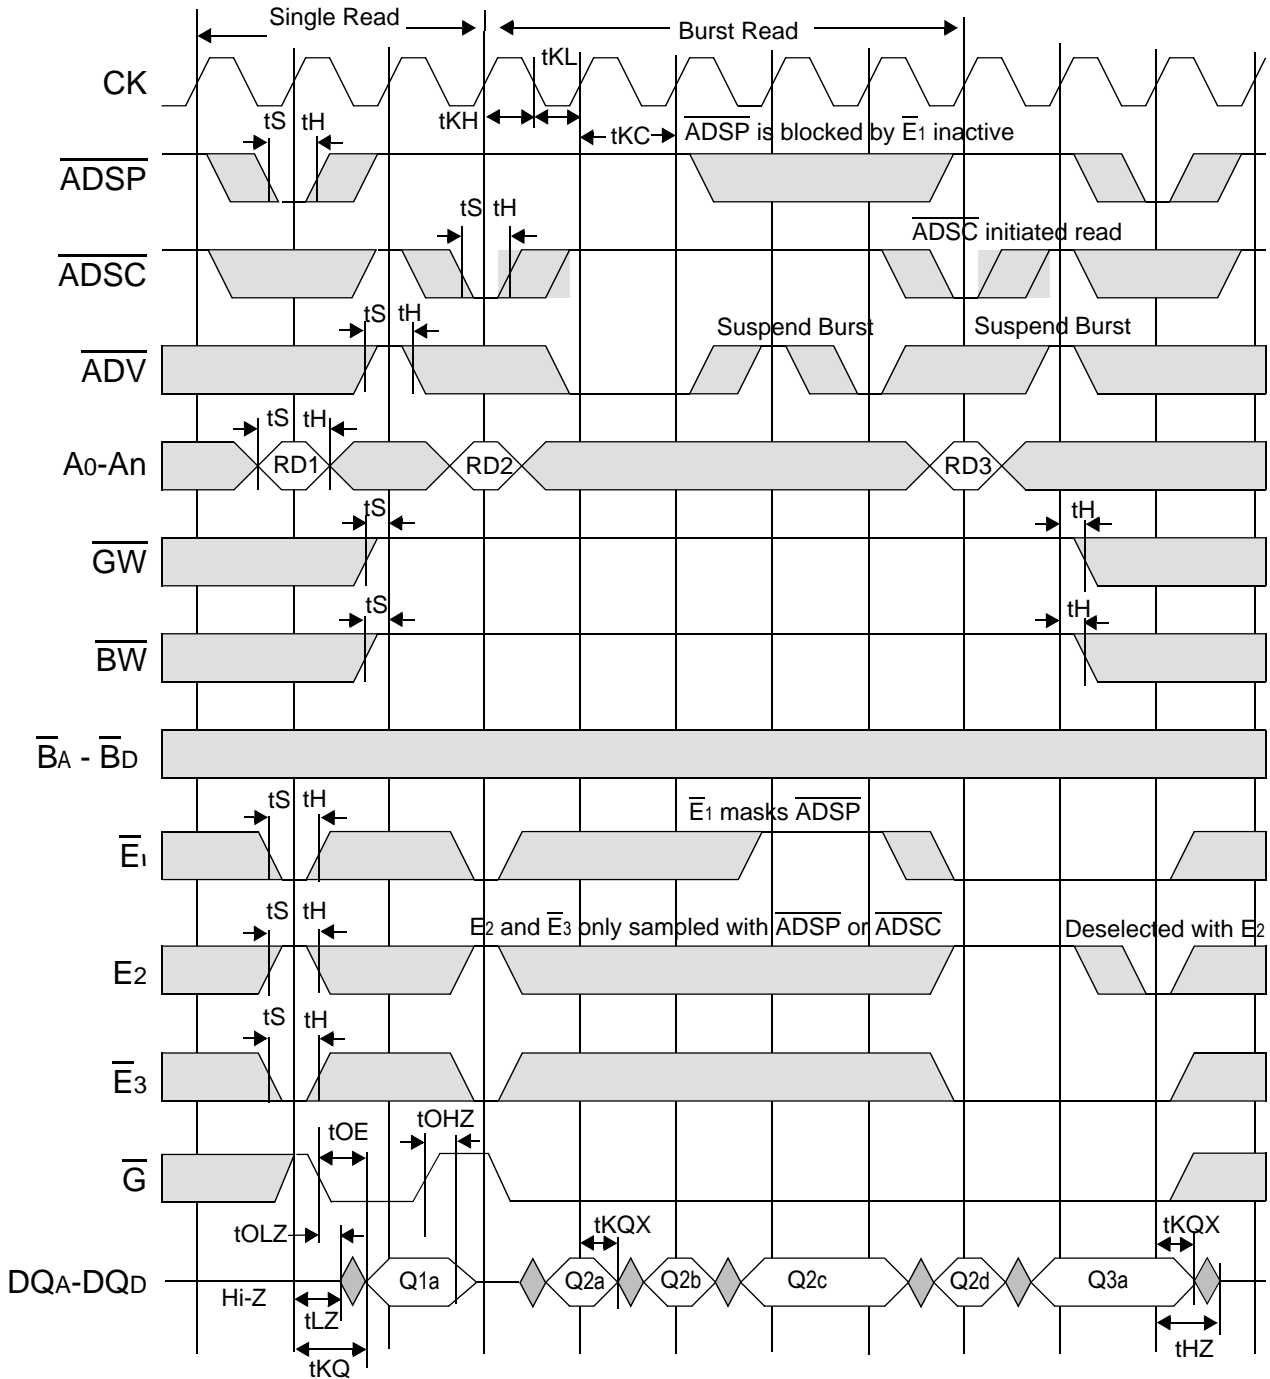 Single Read
Burst Read
CK
tKL
tS tH
tKH
tKC
ADSP is blocked by E1 inactive
ADSP
tS tH
ADSC initiated read
ADSC
tS tH
Suspend Burst
Suspend Burst
ADV
tS tH
A0-An
RD1
RD2
RD3
tS
tH
GW
tS
tH
BW
BA - BD
tS tH
E1 masks ADSP
E1
tS tH
E2 and E3 only sampled with ADSP or ADSC
Deselected with E2
E2
tS tH
E3
tOHZ
tOE
G
tOLZ
tKQX
tKQX
DQA-DQD
Q1a
Q2a
Q2b
Q2c
Q2d
Q3a
Hi-Z
tLZ
tHZ
tKQ